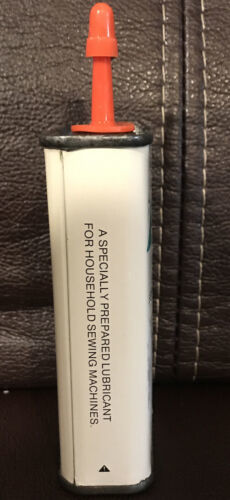 A SPECIALLY PREPARED LUBRICANT
FOR HOUSEHOLD SEWING MACHINES.